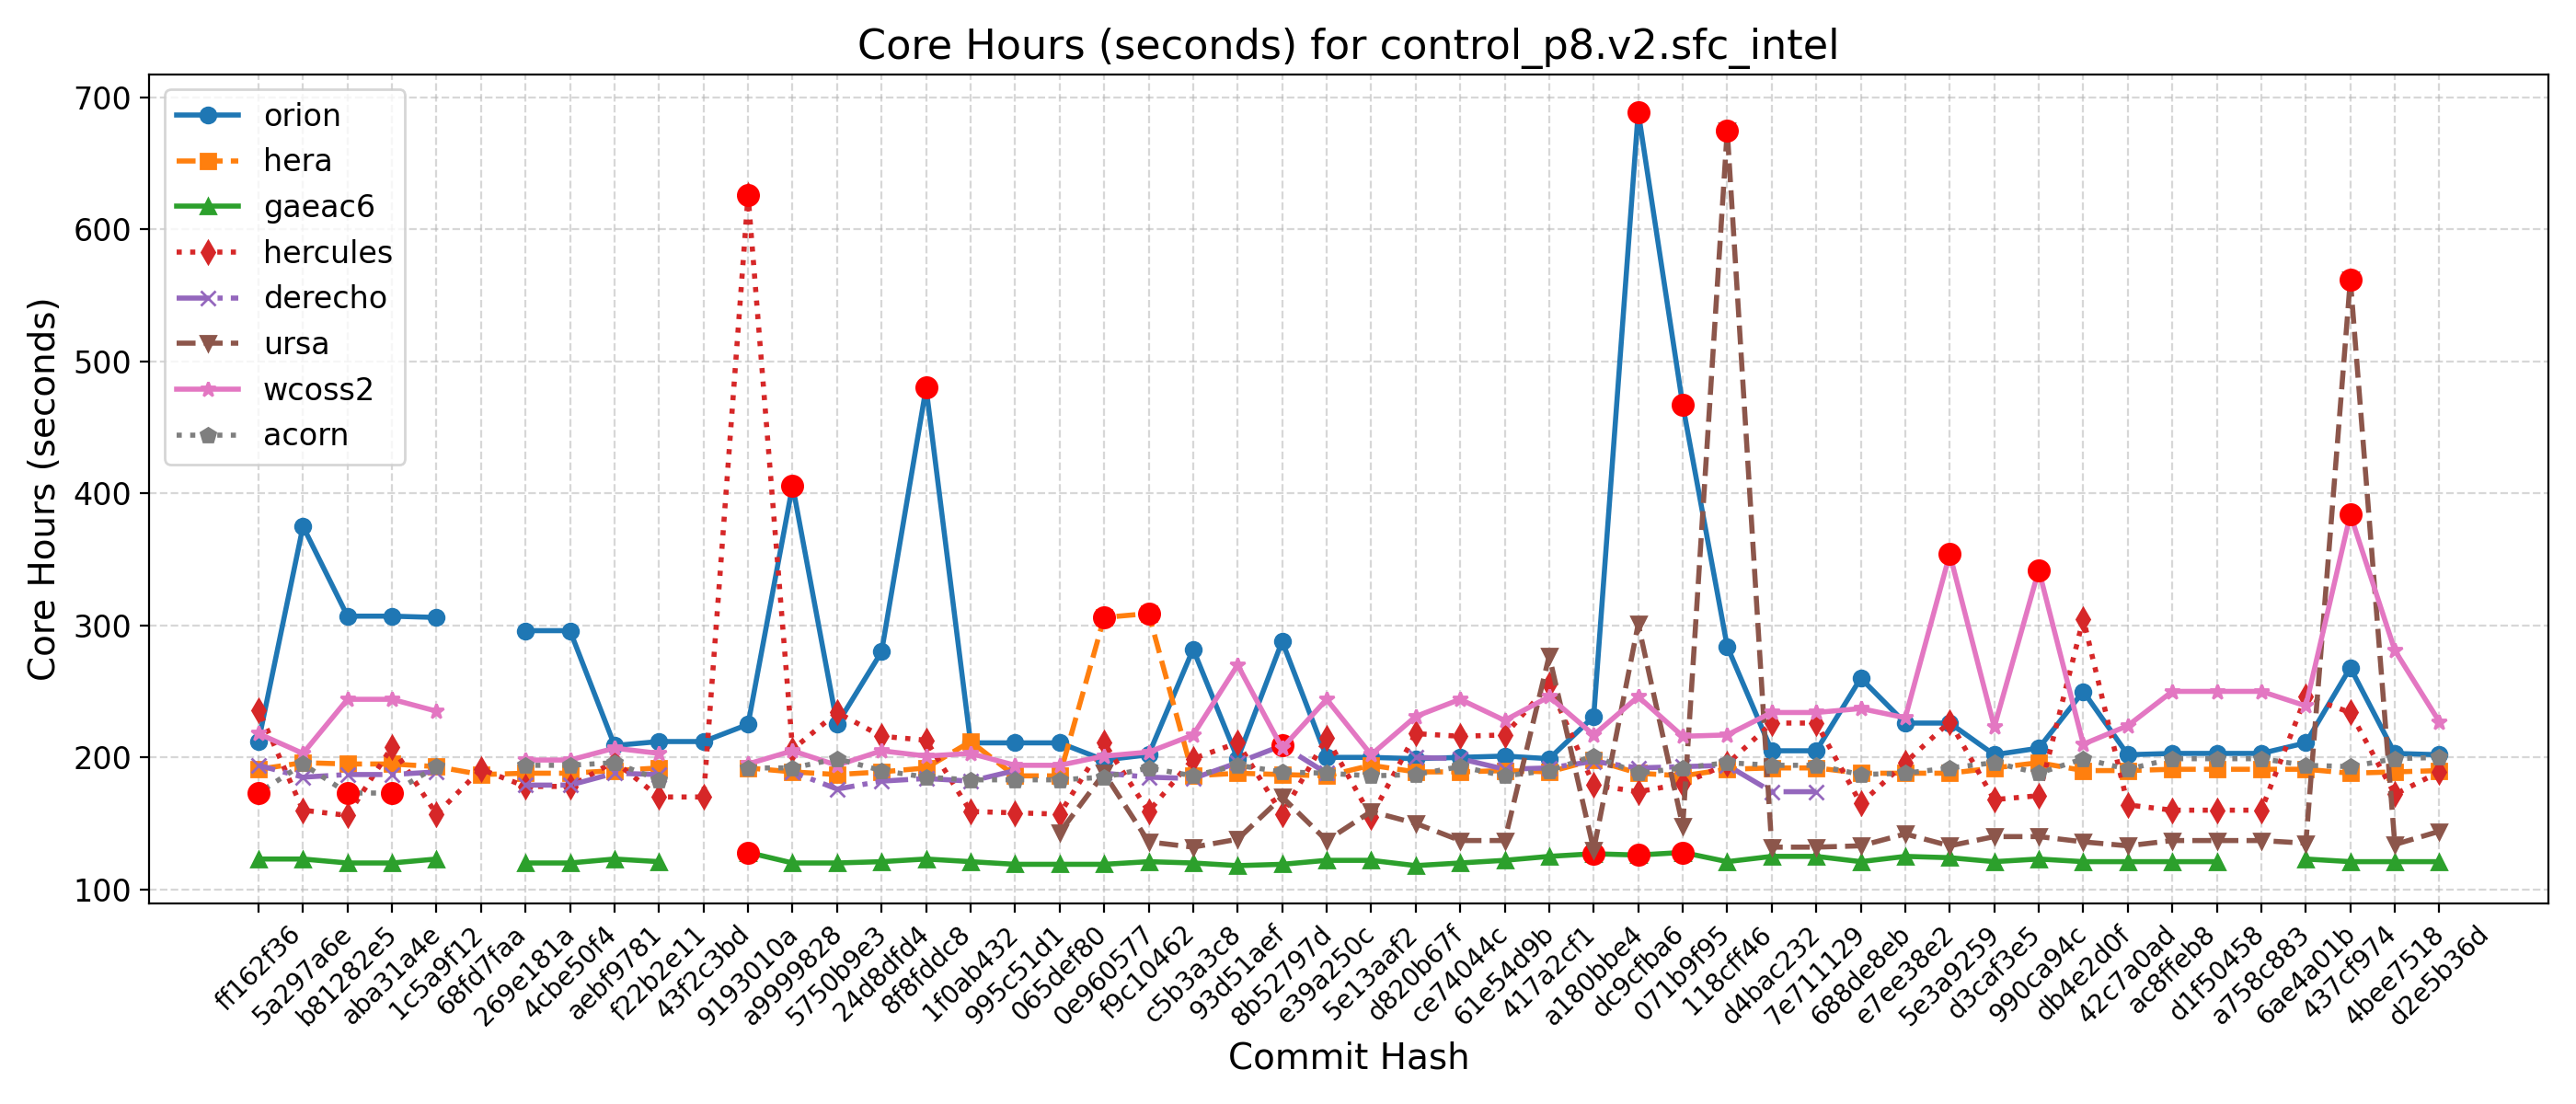 Core Hours (seconds) for control_p8.v2.sfc_intel
Core Hours (seconds)
700
600
500
400
300
200
100
orion
hera
gaeac6
hercules
derecho
ursa
wcoss2
acorn
ff162f36
5a297a6e
b81282e5
aba31a4e
1c5a9f12
68fd7faa
269e181a
4cbe50f4
aebf9781
f22b2e11
43f2c3bd
9193010a
a9999828
5750b9e3
24d8dfd4
8f8fddc8
1f0ab432
995c51d1
065def80
0e960577
f9c10462
c5b3a3c8
93d51aef
8b52797d
e39a250c
5e13aaf2
d820b67f
ce74044c
61e54d9b
417a2cf1
a180bbe4
dc9cfba6
071b9f95
118cff46
d4bac232
7e711129
688de8eb
e7ee38e2
5e3a9259
d3caf3e5
990ca94c
db4e2d0f
42c7a0ad
ac8ffeb8
d1f50458
a758c883
6ae4a01b
437cf974
4bee7518
d2e5b36d
Commit Hash